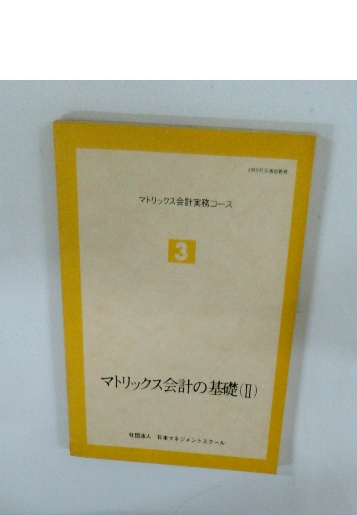 マトリックス会計実務コース
3
マトリックス会計の基礎(Ⅱ)
社団法人 日本マネジメントスクール